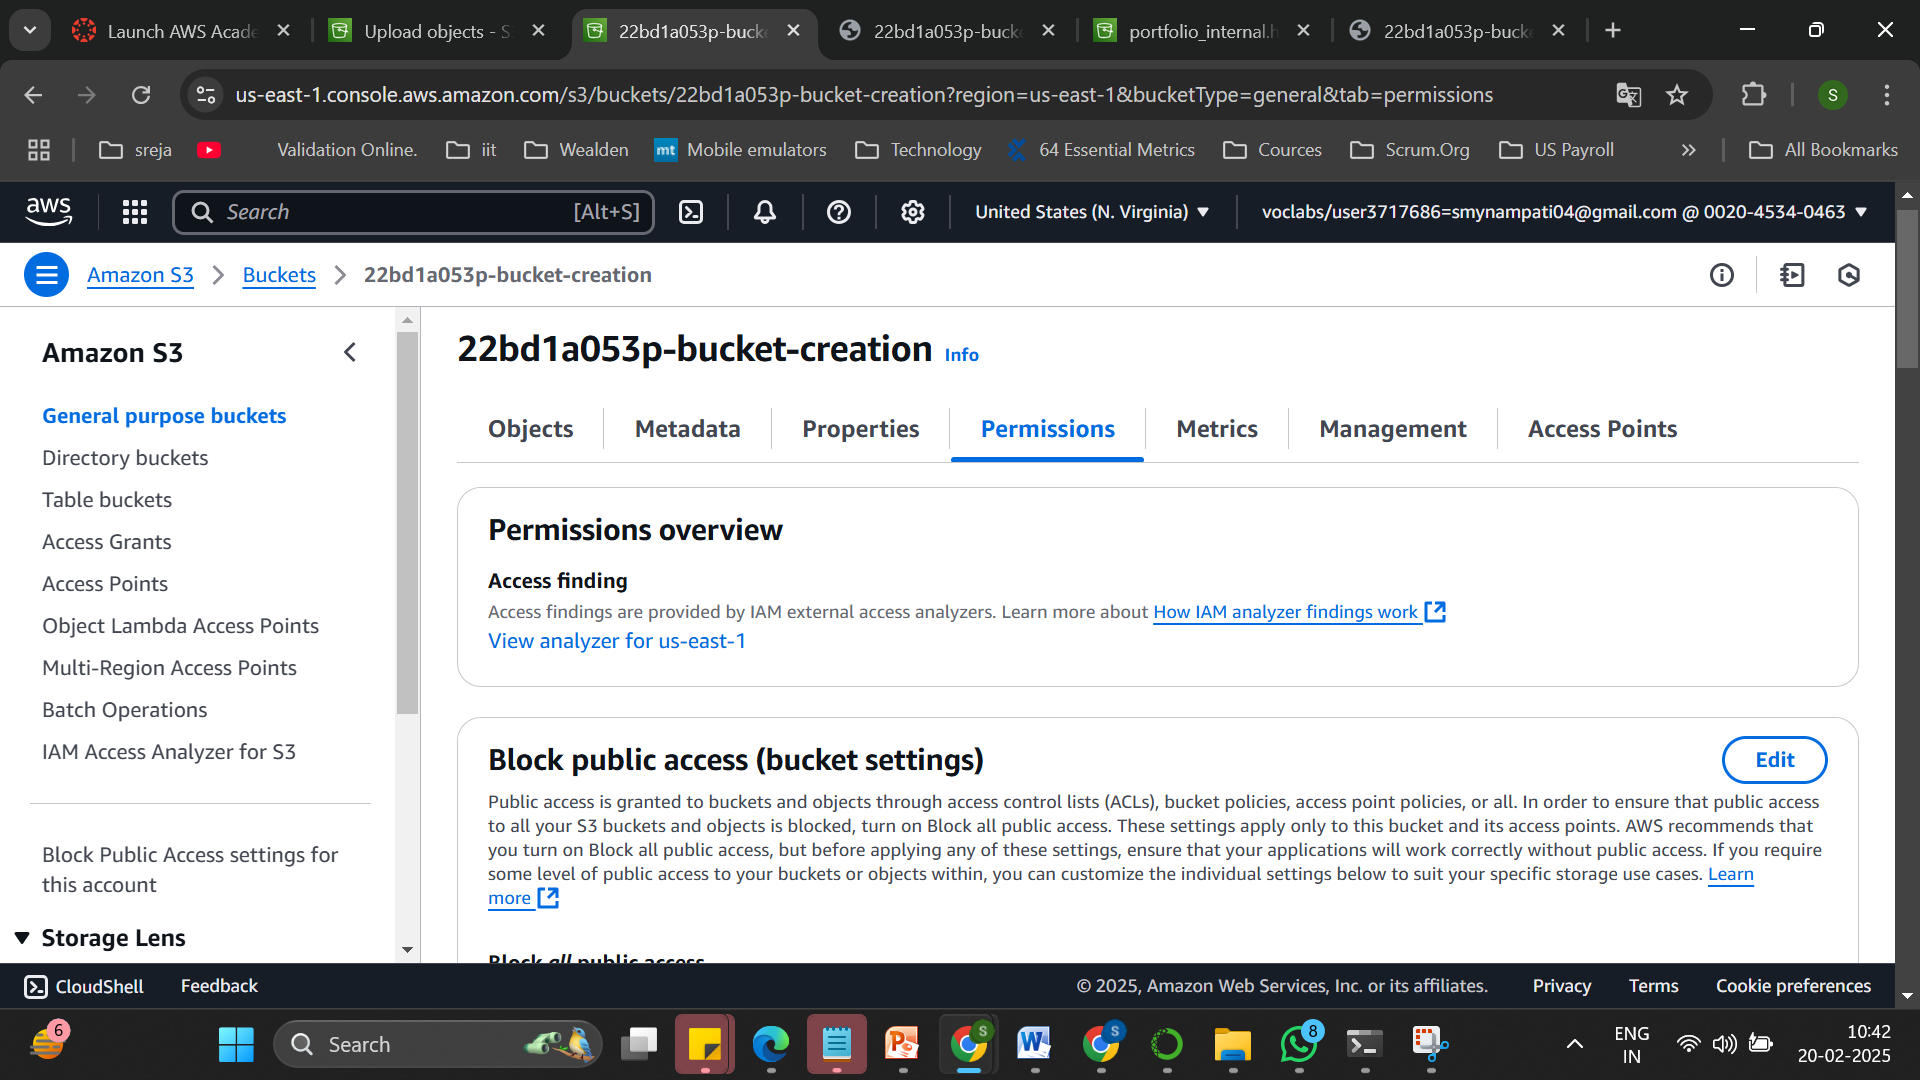 Launch AWS Acade
Upload objects - S
22bd1a053p-bucke
22bd1a053p-bucke
portfolio_internal.h
22bd1a053p-bucke
us-east-1.console.aws.amazon.com/s3/buckets/22bd1a053p-bucket-creation?region=us-east-1&bucketType=general&tab=permissions
S
sreja
Validation Online.
iit
Wealden
mt Mobile emulators
Technology
64 Essential Metrics
Cources
Scrum.Org
US Payroll
»
All Bookmarks
aws
Search [Alt+S]
United States (N. Virginia)
voclabs/user3717686=smynampati04@gmail.com @ 0020-4534-0463
Amazon S3
Buckets
22bd1a053p-bucket-creation
Amazon S3
General purpose buckets
Directory buckets
Table buckets
Access Grants
Access Points
Object Lambda Access Points
Multi-Region Access Points
Batch Operations
IAM Access Analyzer for S3
Block Public Access settings for
this account
Storage Lens
22bd1a053p-bucket-creation Info
Objects
Metadata
Properties
Permissions
Metrics
Management
Access Points
Permissions overview
Access finding
Access findings are provided by IAM external access analyzers. Learn more about How IAM analyzer findings work
View analyzer for us-east-1
Block public access (bucket settings)
Edit
Public access is granted to buckets and objects through access control lists (ACLs), bucket policies, access point policies, or all. In order to ensure that public access
to all your S3 buckets and objects is blocked, turn on Block all public access. These settings apply only to this bucket and its access points. AWS recommends that
you turn on Block all public access, but before applying any of these settings, ensure that your applications will work correctly without public access. If you require
some level of public access to your buckets or objects within, you can customize the individual settings below to suit your specific storage use cases. Learn
more
Block all public access
CloudShell
Feedback
© 2025, Amazon Web Services, Inc. or its affiliates.
Privacy
Terms
Cookie preferences
6
Search
S
S
8
ENG
IN
10:42
20-02-2025